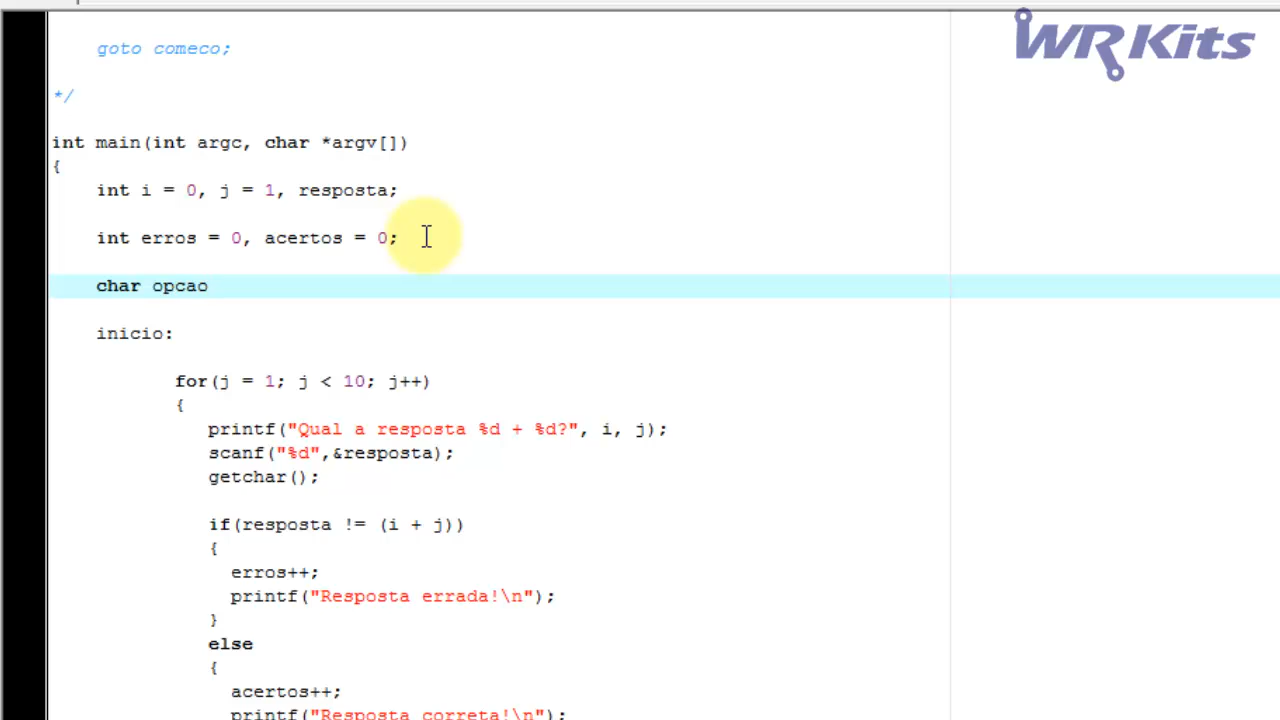 WR Kits
goto comeco;
*/
int main(int argc, char *argv[])
{
int i = 0, j = 1, resposta;
int erros = 0, acertos = 0;
char opcao
inicio:
for(j = 1; j < 10; j++)
{
printf("Qual a resposta %d + %d?", i, j);
scanf("%d",&resposta);
getchar();
if(resposta != (i + j))
{
erros++;
printf("Resposta errada!\n");
}
else
{
acertos++;
printf("Resposta correta!\n");